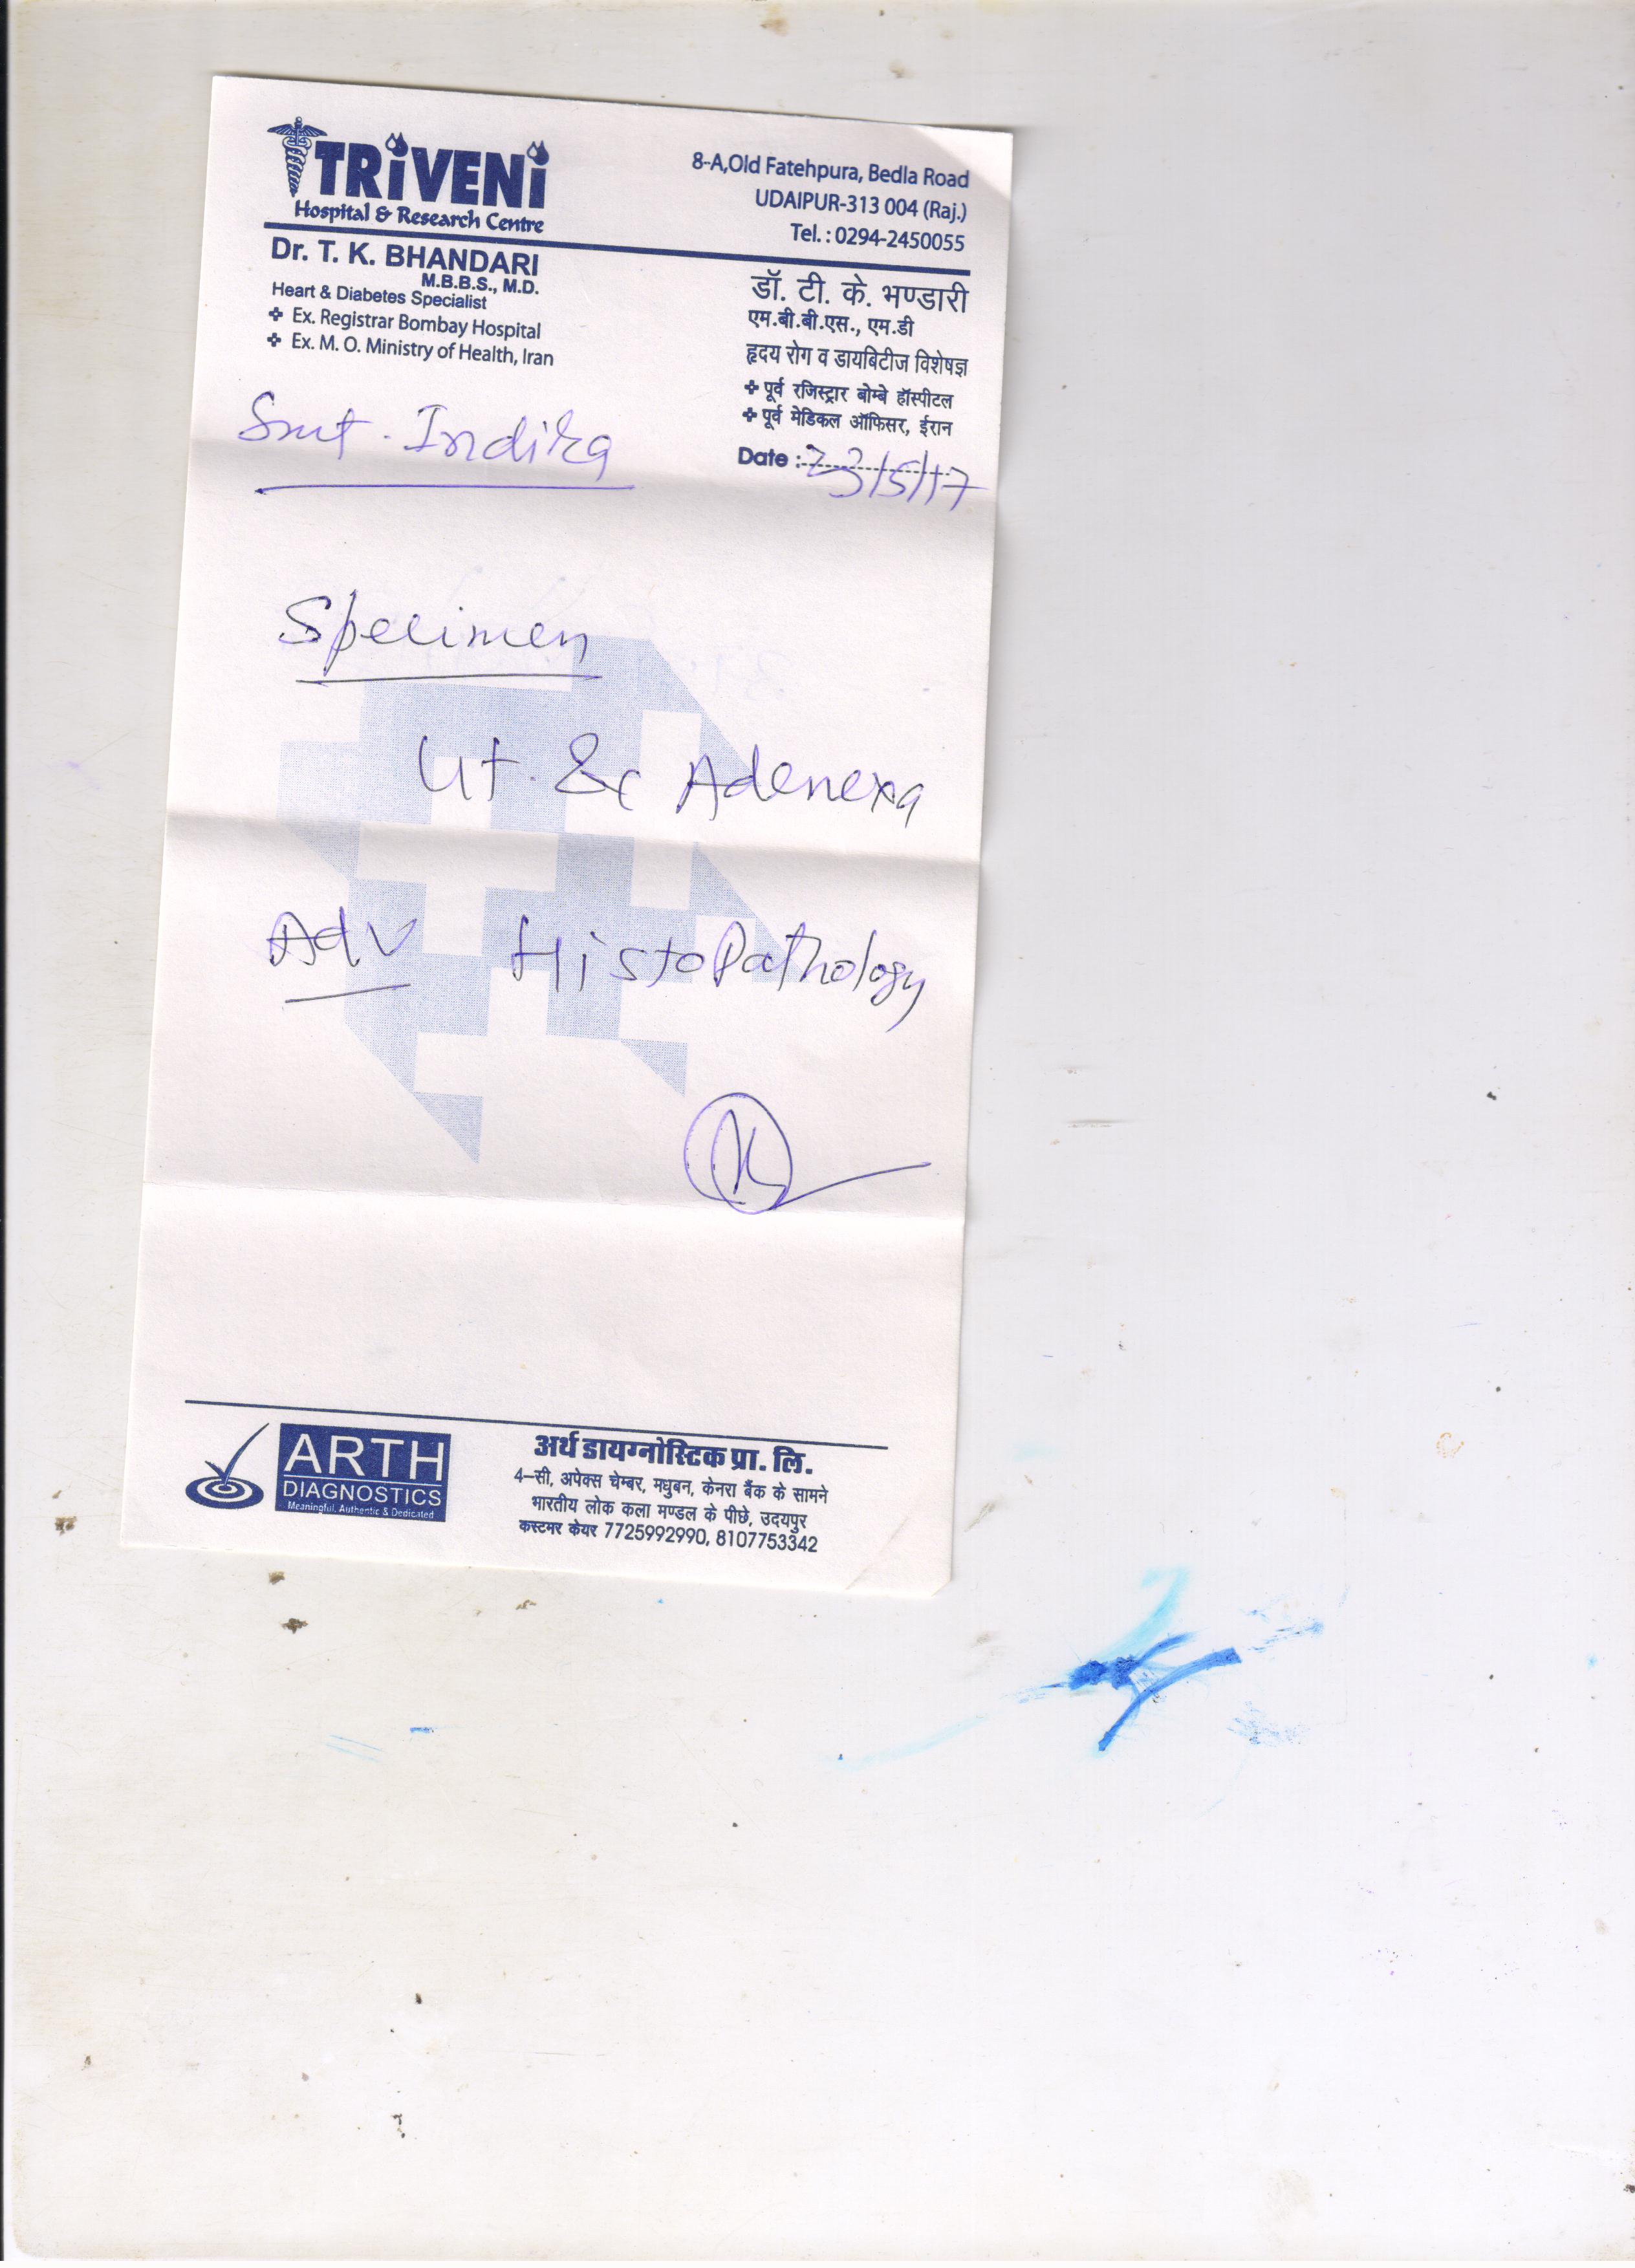 TRiVENi
Hospital & Research Centre
8-A,Old Fatehpura, Bedla Road
UDAIPUR-313 004 (Raj.)
Tel. : 0294-2450055
Dr. T. K. BHANDARI
M.B.B.S., M.D.
Heart & Diabetes Specialist
❖ Ex. Registrar Bombay Hospital
❖ Ex. M. O. Ministry of Health, Iran
डॉ. टी. के. भण्डारी
एम.बी.बी.एस., एम.डी
हृदय रोग व डायबिटीज विशेषज्ञ
❖ पूर्व रजिस्ट्रार बोम्बे हॉस्पीटल
❖ पूर्व मेडिकल ऑफिसर, ईरान
Date : 23/5/17
Smt. Indira
Specimen
Ut. & Adenexa
Adv Histopathology
ARTH
DIAGNOSTICS
Meaningful, Authentic & Dedicated
अर्थ डायग्नोस्टिक प्रा. लि.
4-सी, अपेक्स चेम्बर, मधुबन, केनरा बैंक के सामने
भारतीय लोक कला मण्डल के पीछे, उदयपुर
कस्टमर केयर 7725992990, 8107753342